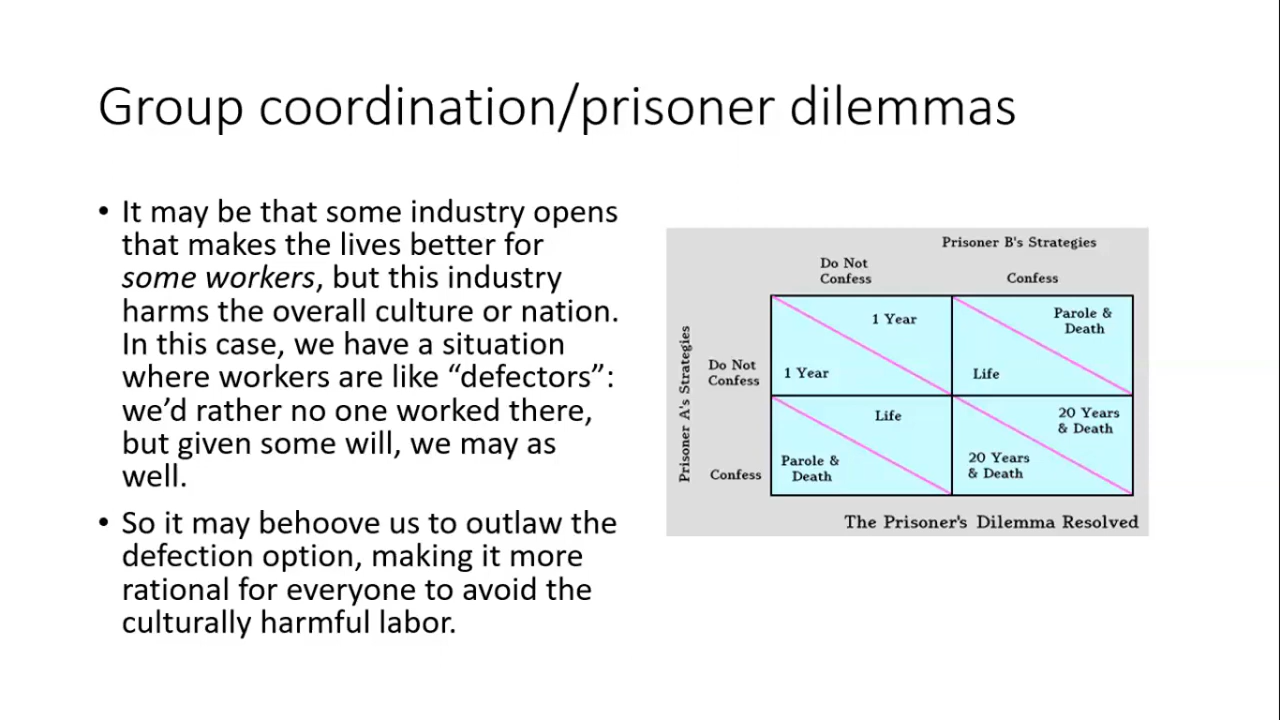 Group coordination/prisoner dilemmas
• It may be that some industry opens
that makes the lives better for
some workers, but this industry
harms the overall culture or nation.
In this case, we have a situation
where workers are like “defectors”:
we’d rather no one worked there,
but given some will, we may as
well.
• So it may behoove us to outlaw the
defection option, making it more
rational for everyone to avoid the
culturally harmful labor.
Prisoner B's Strategies
Do Not
Confess
Confess
Prisoner A's Strategies
Do Not
Confess
1 Year
1 Year
Parole &
Death
Life
Confess
Life
Parole &
Death
20 Years
& Death
20 Years
& Death
The Prisoner's Dilemma Resolved